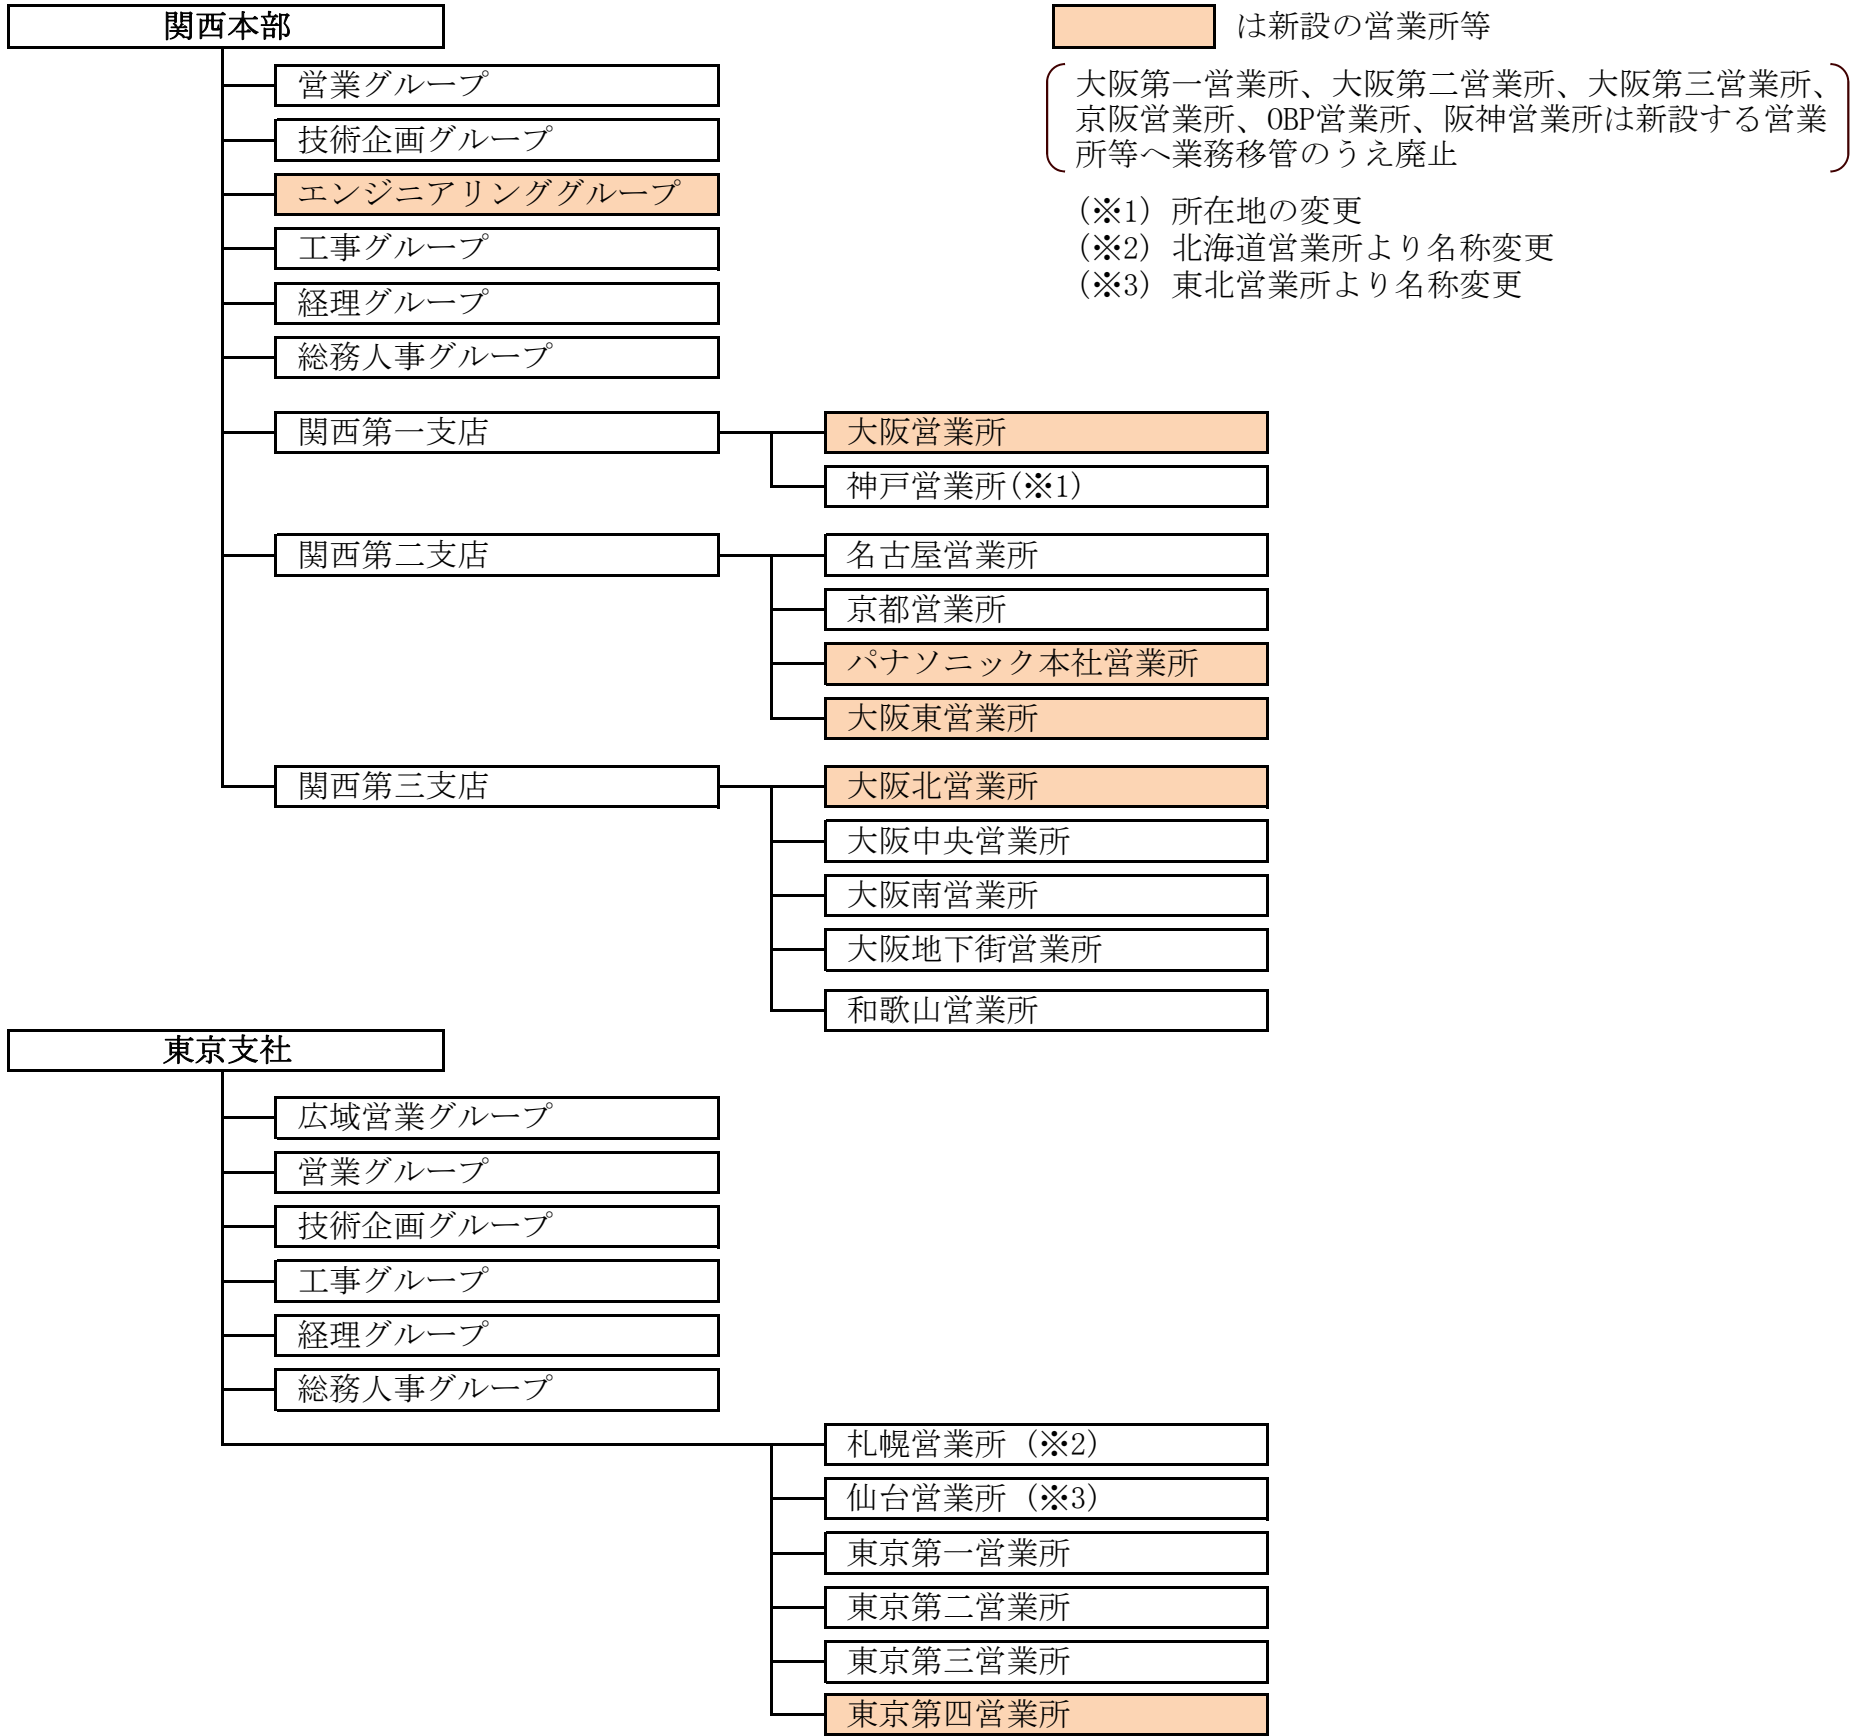 関西本部
は新設の営業所等
営業グループ
大阪第一営業所、大阪第二営業所、大阪第三営業所、
京阪営業所、OBP営業所、阪神営業所は新設する営業
所等へ業務移管のうえ廃止
技術企画グループ
エンジニアリンググループ
(※1) 所在地の変更
(※2) 北海道営業所より名称変更
(※3) 東北営業所より名称変更
工事グループ
経理グループ
総務人事グループ
関西第一支店
大阪営業所
神戸営業所(※1)
関西第二支店
名古屋営業所
京都営業所
パナソニック本社営業所
大阪東営業所
関西第三支店
大阪北営業所
大阪中央営業所
大阪南営業所
大阪地下街営業所
和歌山営業所
東京支社
広域営業グループ
営業グループ
技術企画グループ
工事グループ
経理グループ
総務人事グループ
札幌営業所 (※2)
仙台営業所 (※3)
東京第一営業所
東京第二営業所
東京第三営業所
東京第四営業所